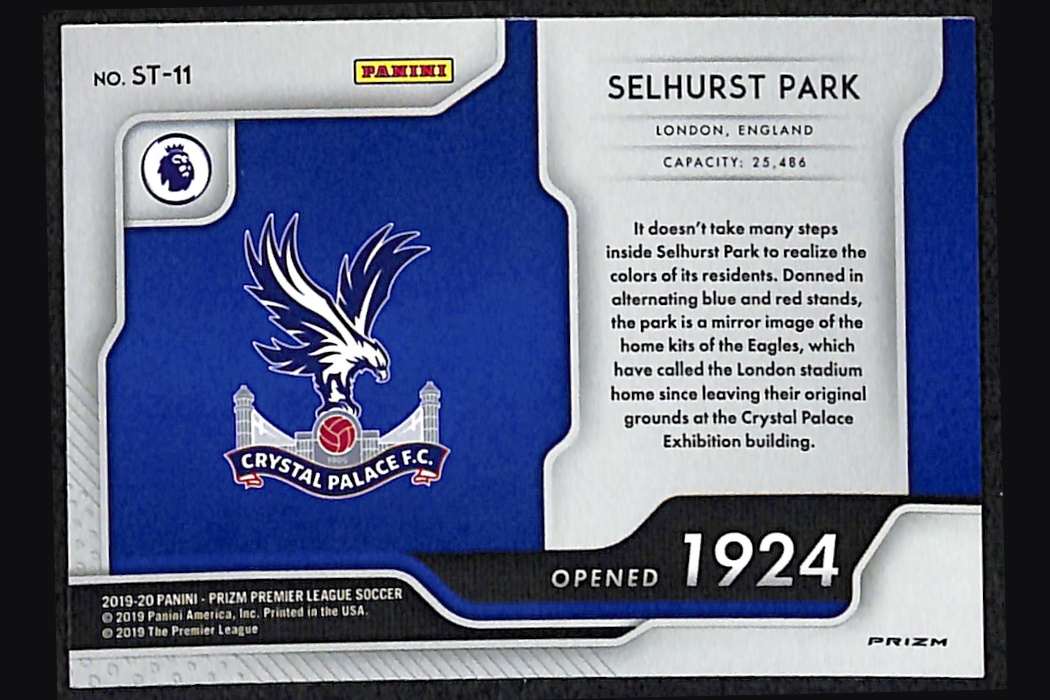 NO. ST-11
PANINI
SELHURST PARK
LONDON, ENGLAND
CAPACITY: 25,486
It doesn't take many steps
inside Selhurst Park to realize the
colors of its residents. Donned in
alternating blue and red stands,
the park is a mirror image of the
home kits of the Eagles, which
have called the London stadium
home since leaving their original
grounds at the Crystal Palace
Exhibition building.
1905
CRYSTAL PALACE F.C.
OPENED 1924
2019-20 PANINI - PRIZM PREMIER LEAGUE SOCCER
© 2019 Panini America, Inc. Printed in the USA.
© 2019 The Premier League
PRIZM